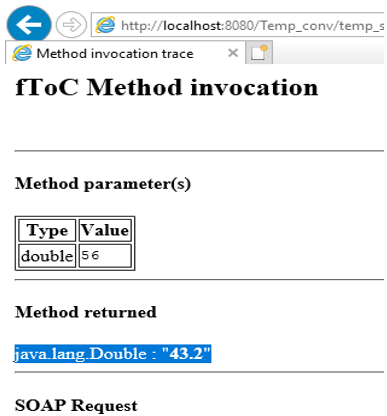 http://localhost:8080/Temp_conv/temp_s
Method invocation trace
fToC Method invocation
Method parameter(s)
Type Value
double 56
Method returned
java.lang.Double : "43.2"
SOAP Request